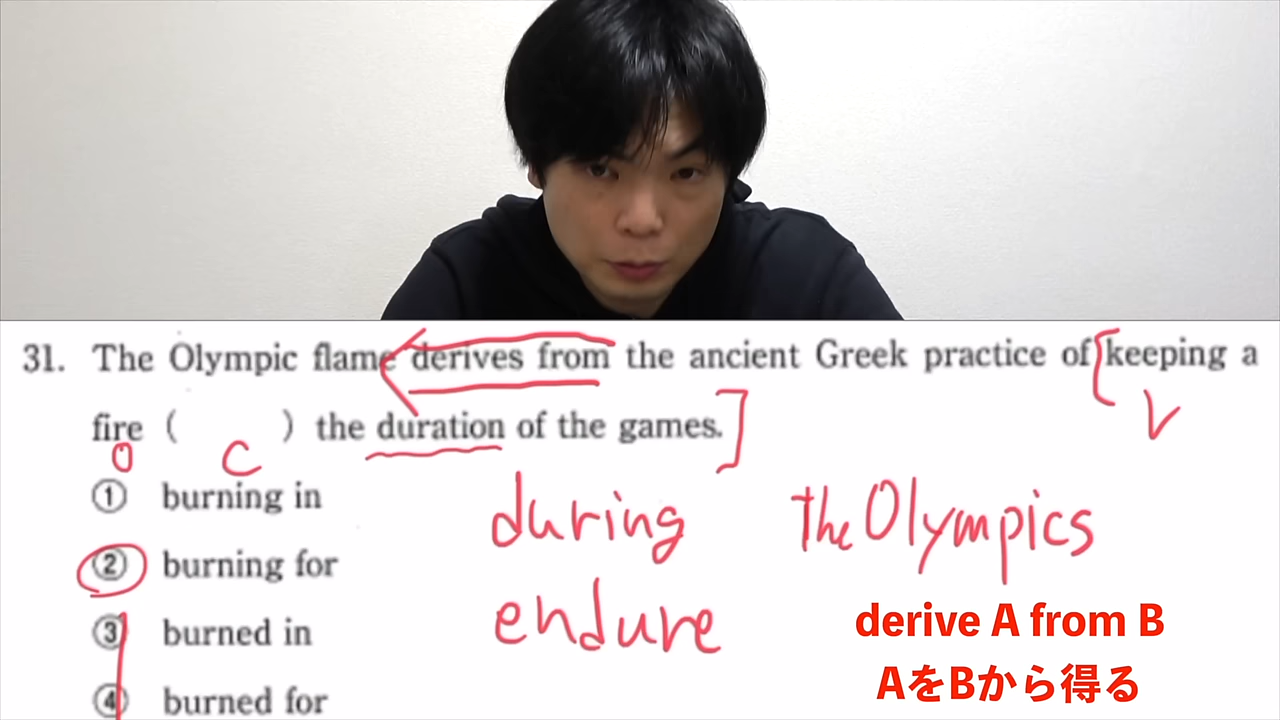 31. The Olympic flame derives from the ancient Greek practice of [keeping a
V
fire (      ) the duration of the games.]
O C
① burning in
during the Olympics
② burning for
endure
③ burned in
derive A from B
④ burned for
AをBから得る